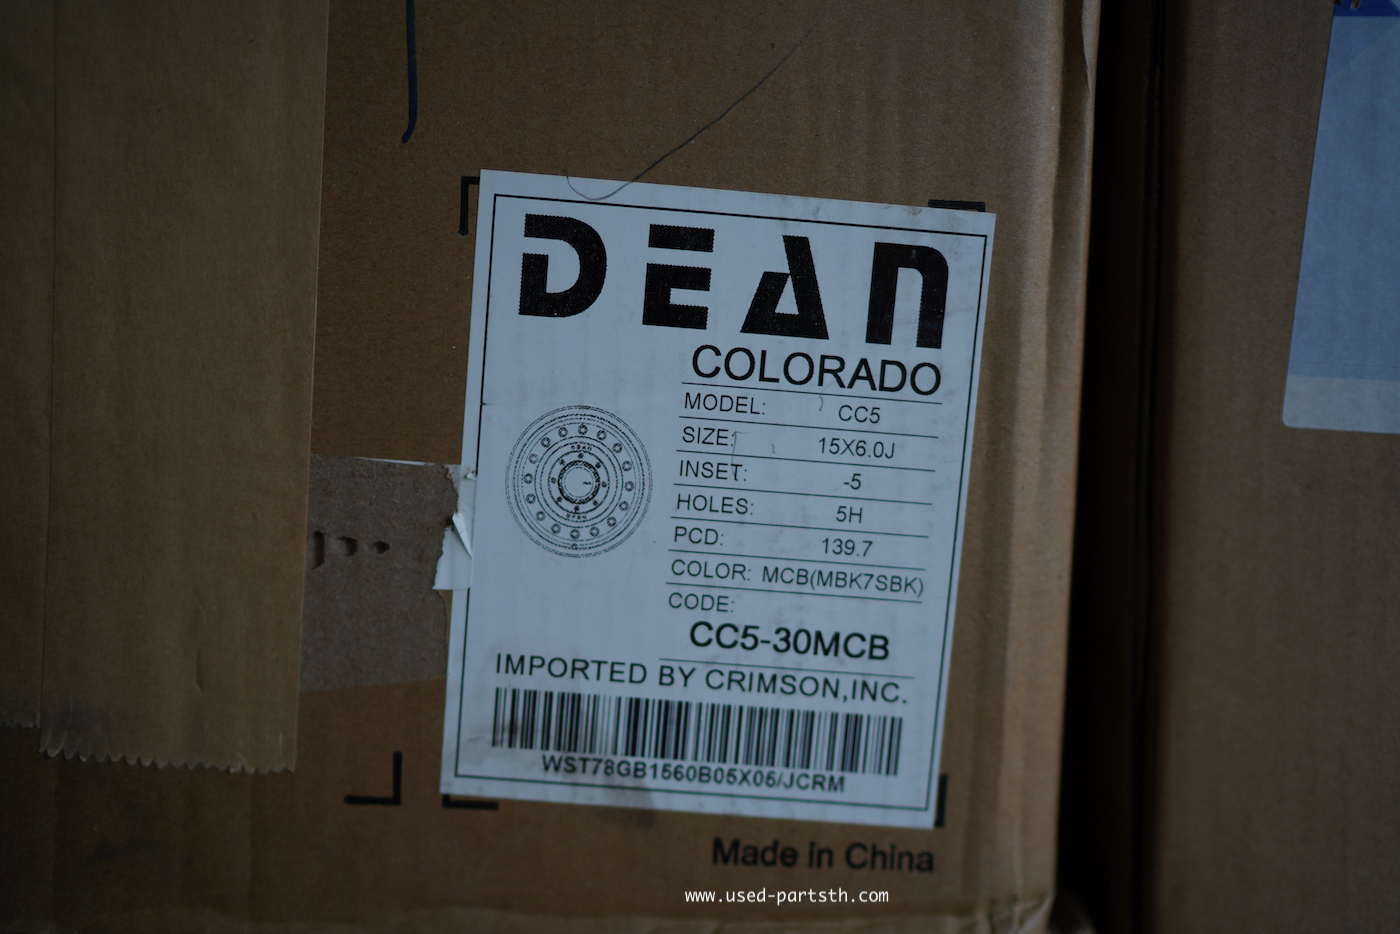 DEAN
COLORADO
MODEL: CC5
SIZE: 15X6.0J
INSET: -5
HOLES: 5H
PCD: 139.7
COLOR: MCB(MBK7SBK)
CODE:
CC5-30MCB
IMPORTED BY CRIMSON,INC.
WST78GB1560B05X05/JCRM
Made in China
www.used-partsth.com